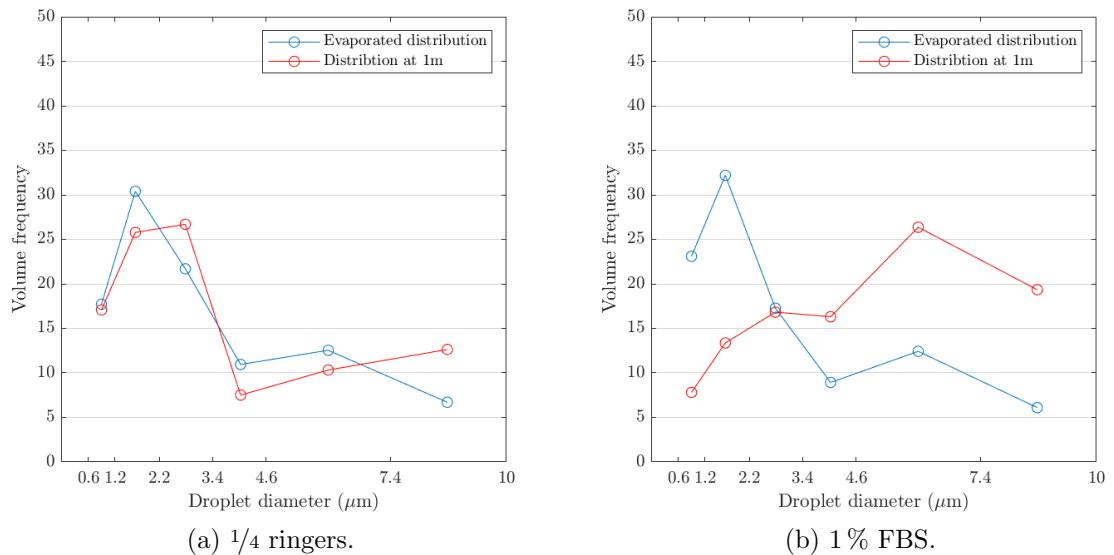 50
45
40
35
30
25
20
15
10
5
0
Volume frequency
Evaporated distribution
Distribtion at 1m
0.6 1.2 2.2 3.4 4.6 7.4 10
Droplet diameter (μm)
(a) 1/4 ringers.
50
45
40
35
30
25
20
15
10
5
0
Volume frequency
Evaporated distribution
Distribtion at 1m
0.6 1.2 2.2 3.4 4.6 7.4 10
Droplet diameter (μm)
(b) 1 % FBS.